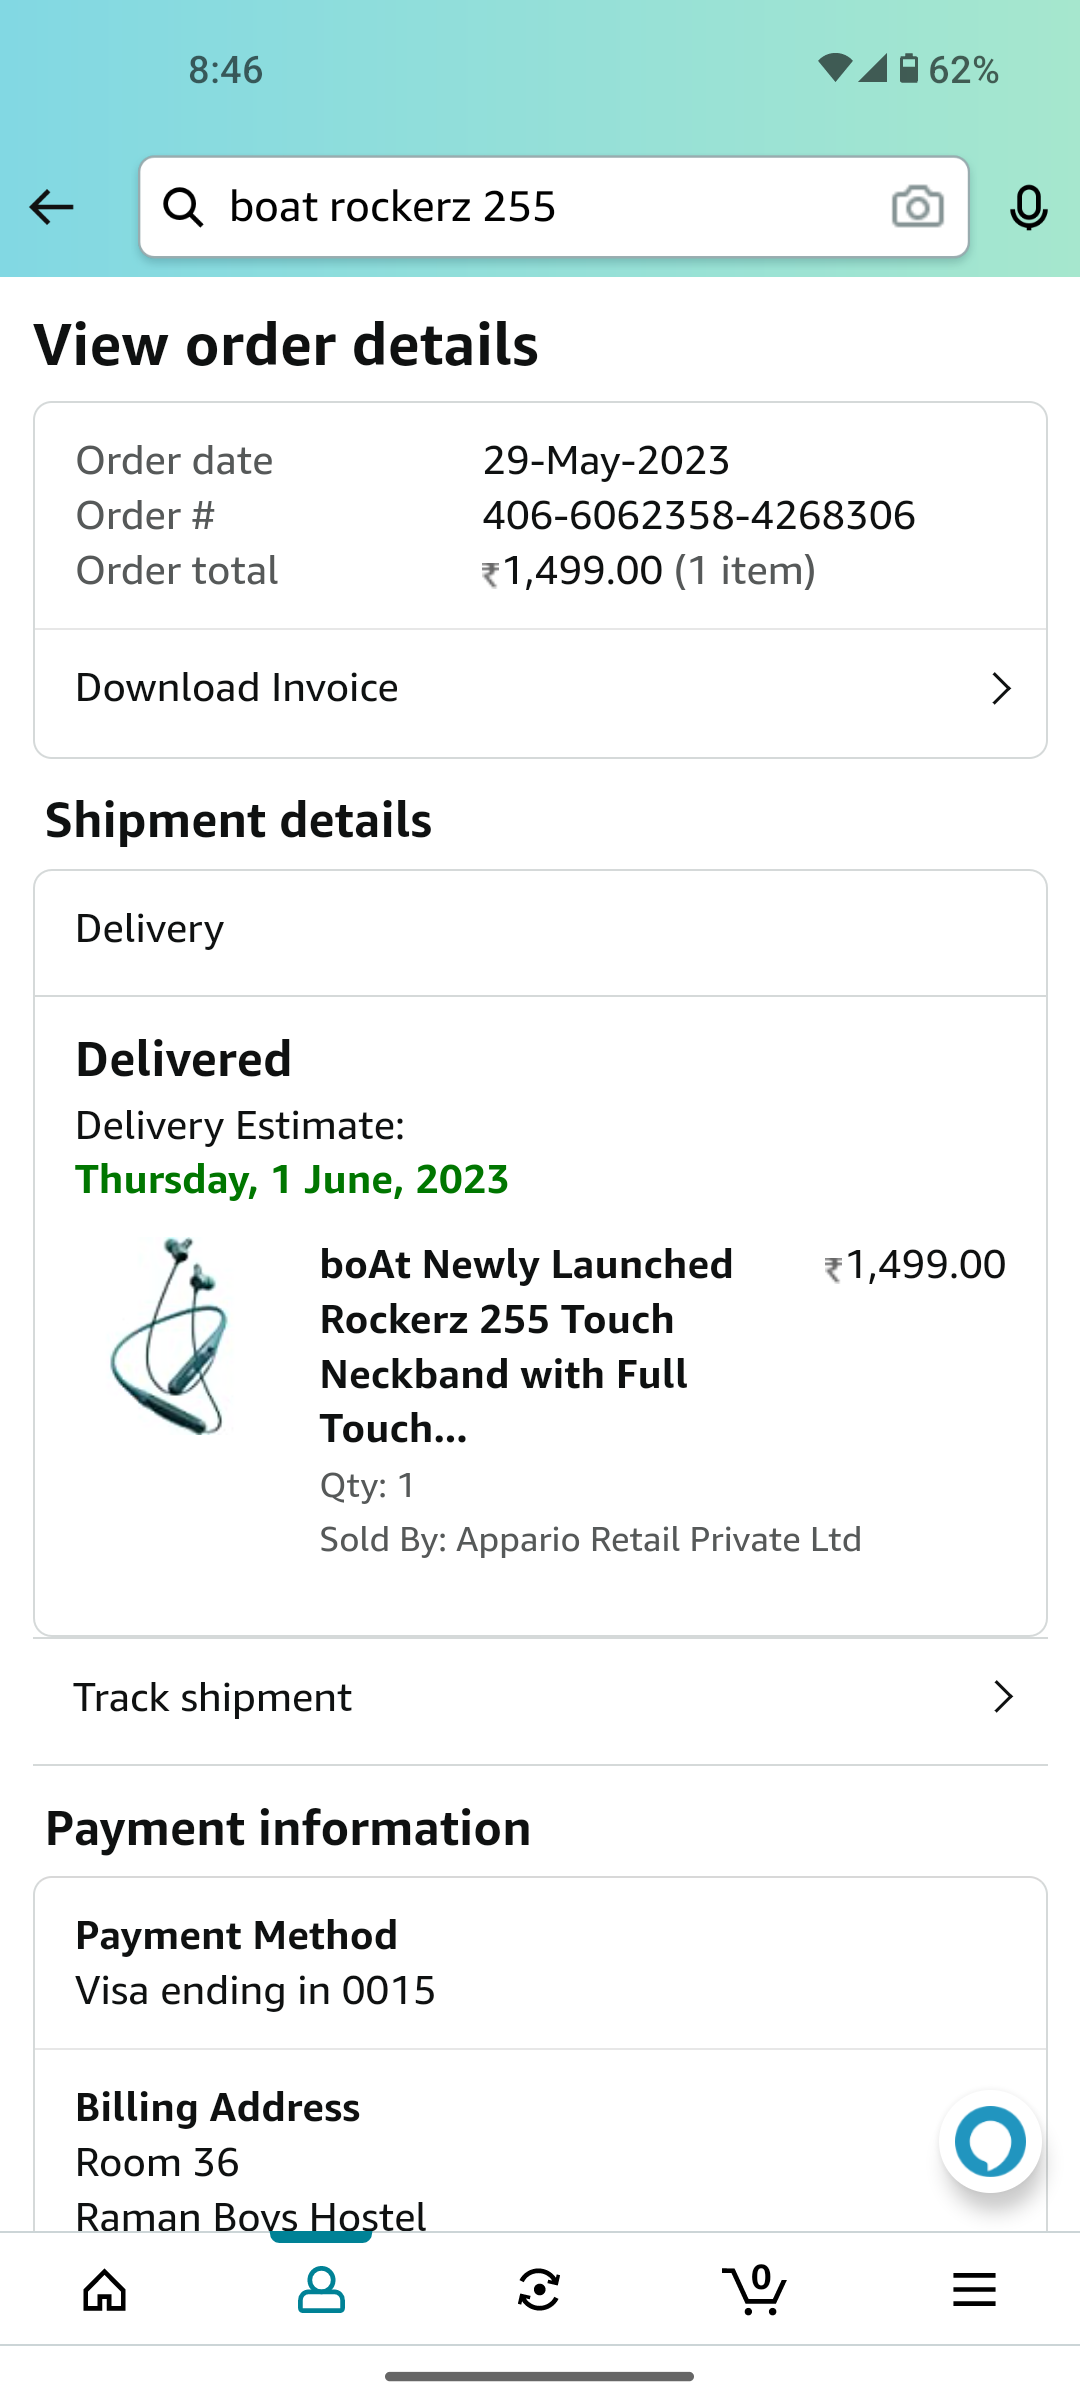 8:46
62%
boat rockerz 255
View order details
Order date 29-May-2023
Order # 406-6062358-4268306
Order total ₹1,499.00 (1 item)
Download Invoice
Shipment details
Delivery
Delivered
Delivery Estimate:
Thursday, 1 June, 2023
boAt Newly Launched ₹1,499.00
Rockerz 255 Touch
Neckband with Full
Touch...
Qty: 1
Sold By: Appario Retail Private Ltd
Track shipment
Payment information
Payment Method
Visa ending in 0015
Billing Address
Room 36
Raman Boys Hostel
0